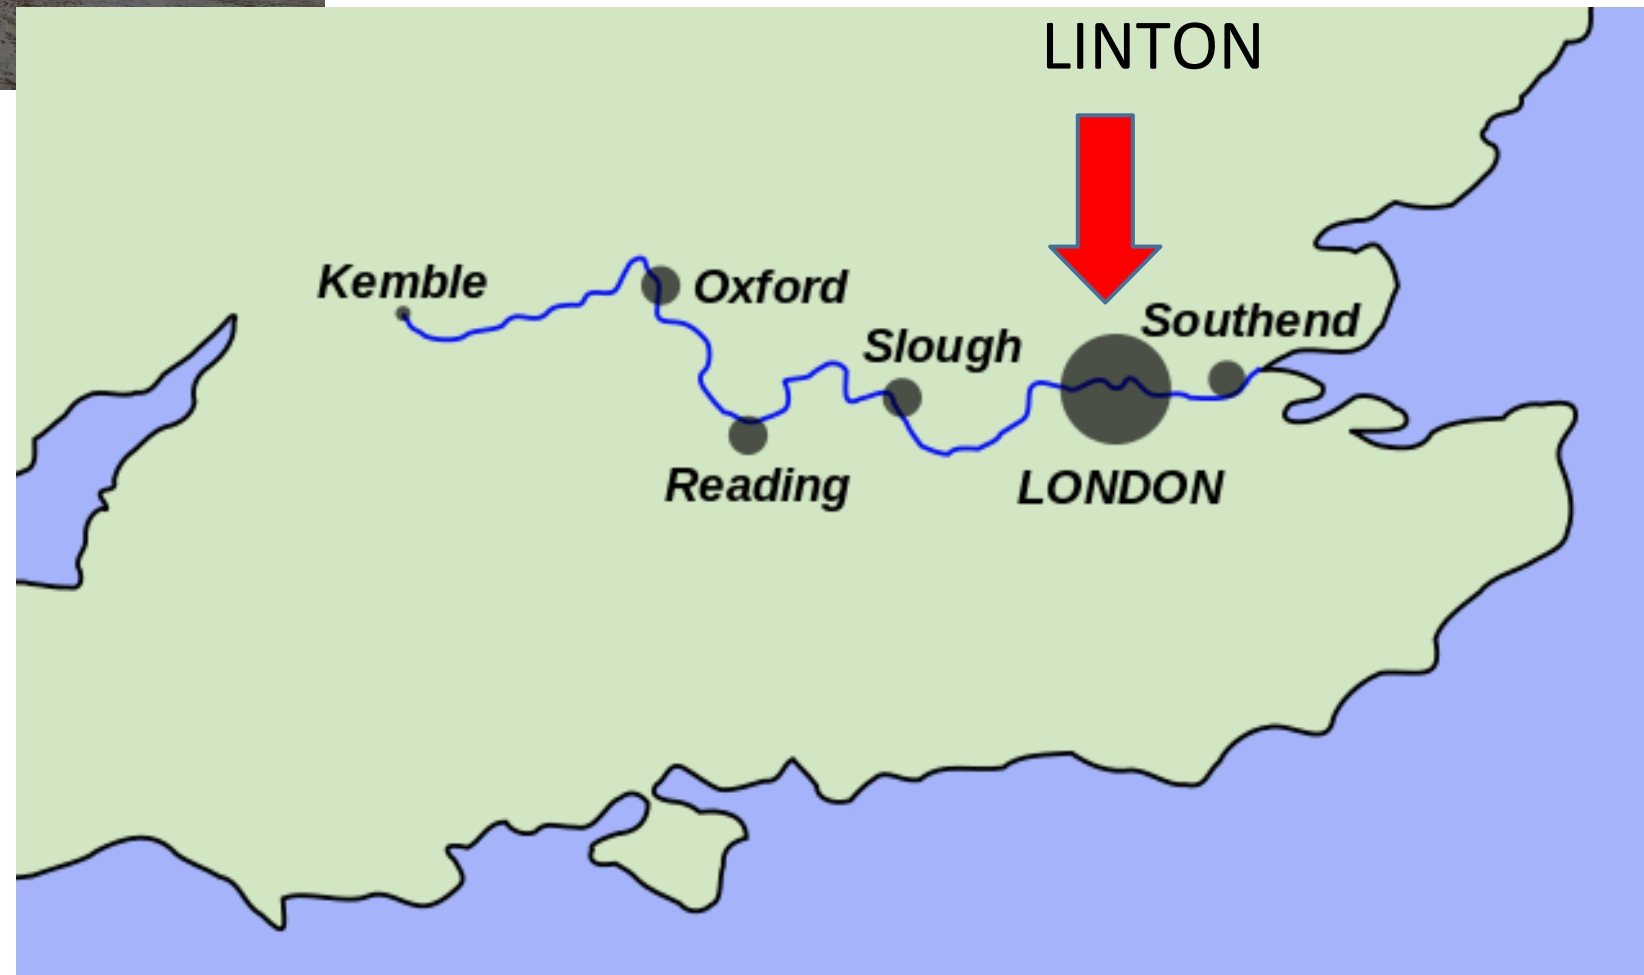 LINTON
Kemble
Oxford
Southend
Slough
Reading
LONDON